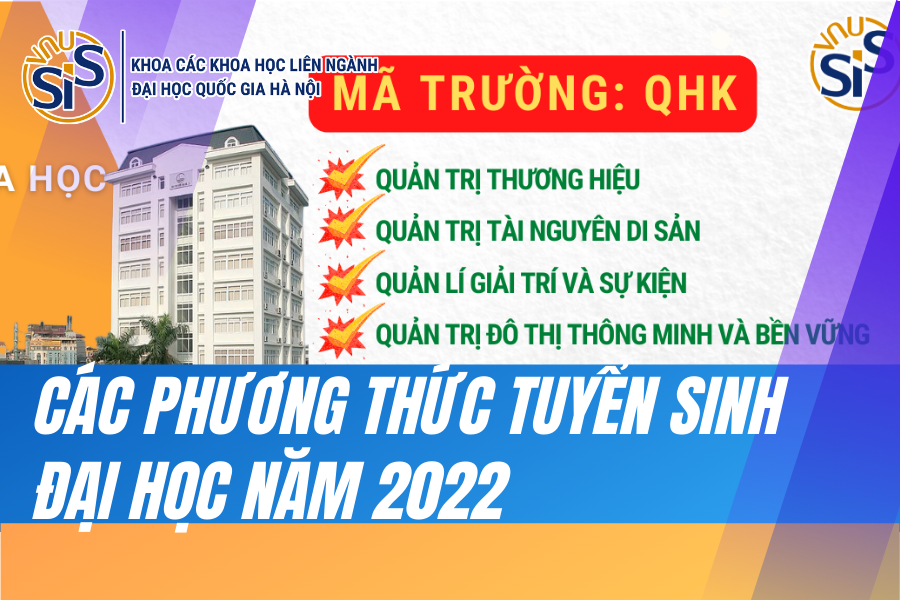 VNU
SIS
KHOA CÁC KHOA HỌC LIÊN NGÀNH
ĐẠI HỌC QUỐC GIA HÀ NỘI
MÃ TRƯỜNG: QHK
VNU
SIS
A HỌC
QUẢN TRỊ THƯƠNG HIỆU
QUẢN TRỊ TÀI NGUYÊN DI SẢN
QUẢN LÍ GIẢI TRÍ VÀ SỰ KIỆN
QUẢN TRỊ ĐÔ THỊ THÔNG MINH VÀ BỀN VỮNG
CÁC PHƯƠNG THỨC TUYỂN SINH
ĐẠI HỌC NĂM 2022